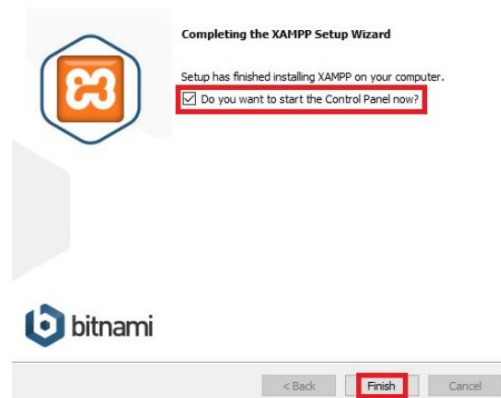 Completing the XAMPP Setup Wizard
Setup has finished installing XAMPP on your computer.
Do you want to start the Control Panel now?
bitnami
< Back Finish Cancel